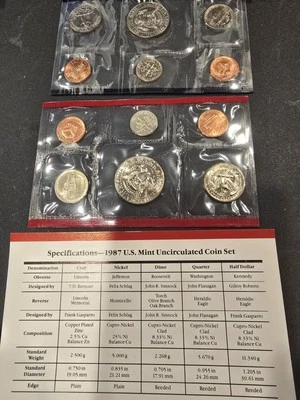 Specifications—1987 U.S. Mint Uncirculated Coin Set
Denomination Cent Nickel Dime Quarter Half Dollar
Obverse Lincoln Jefferson Roosevelt Washington Kennedy
Designed by V.D. Brenner Felix Schlag John R. Sinnock John Flanagan Gilroy Roberts
Reverse Lincoln Memorial Monticello Torch Olive Branch Oak Branch Heraldic Eagle Heraldic Eagle
Designed by Frank Gasparro Felix Schlag John R. Sinnock John Flanagan Frank Gasparro
Composition Copper Plated Zinc 2.5% Cu Balance Zn Cupro-Nickel 25% Ni Balance Cu Cupro-Nickel Clad 8.33% Ni Balance Cu Cupro-Nickel Clad 8.33% Ni Balance Cu Cupro-Nickel Clad 8.33% Ni Balance Cu
Standard Weight 2.500 g 5.000 g 2.268 g 5.670 g 11.340 g
Standard Diameter 0.750 in 19.05 mm 0.835 in 21.21 mm 0.705 in 17.91 mm 0.955 in 24.26 mm 1.205 in 30.61 mm
Edge Plain Plain Reeded Reeded Reeded